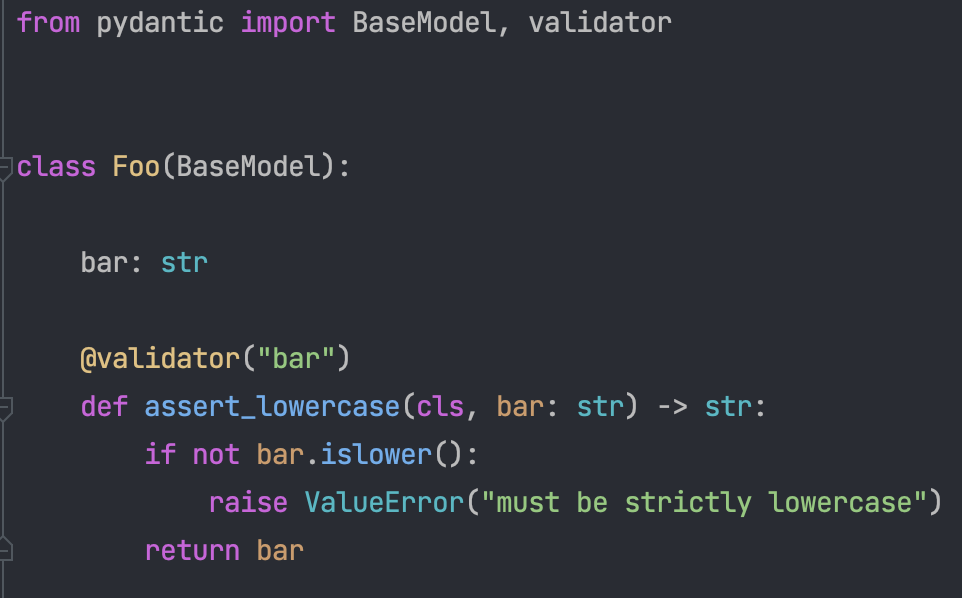 from pydantic import BaseModel, validator
class Foo(BaseModel):
    bar: str
    @validator("bar")
    def assert_lowercase(cls, bar: str) -> str:
        if not bar.islower():
            raise ValueError("must be strictly lowercase")
        return bar